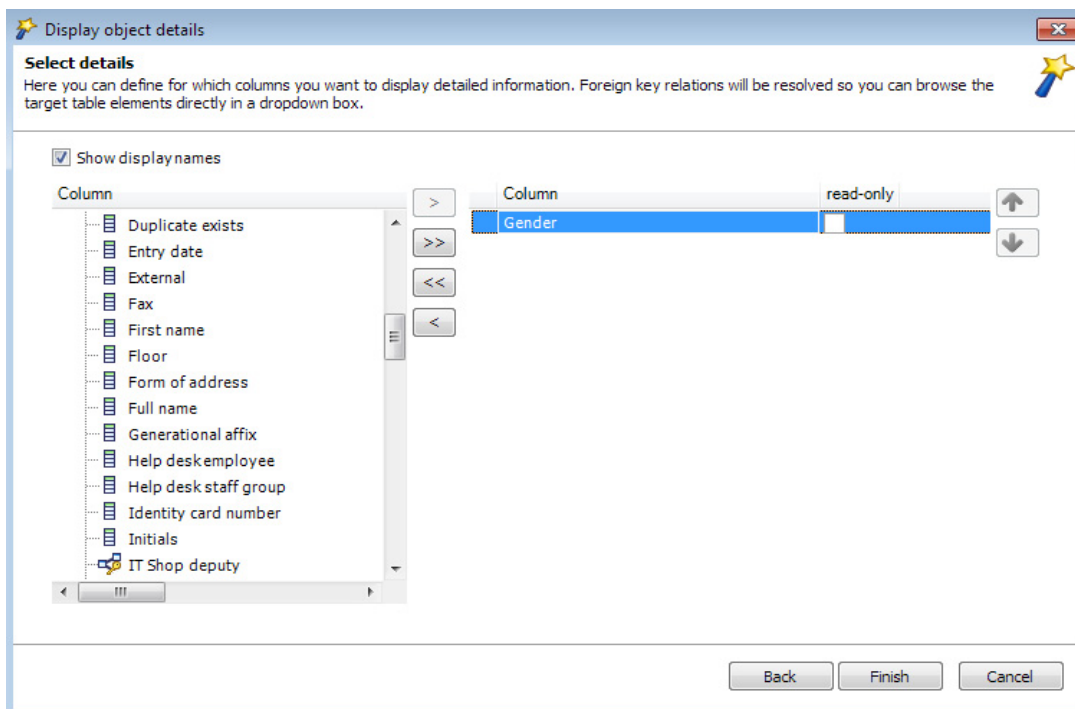 Display object details
Select details
Here you can define for which columns you want to display detailed information. Foreign key relations will be resolved so you can browse the
target table elements directly in a dropdown box.
Show display names
Column
Duplicate exists
Entry date
External
Fax
First name
Floor
Form of address
Full name
Generational affix
Help desk employee
Help desk staff group
Identity card number
Initials
IT Shop deputy
>
>>
<<
<
Column read-only
Gender
Back Finish Cancel